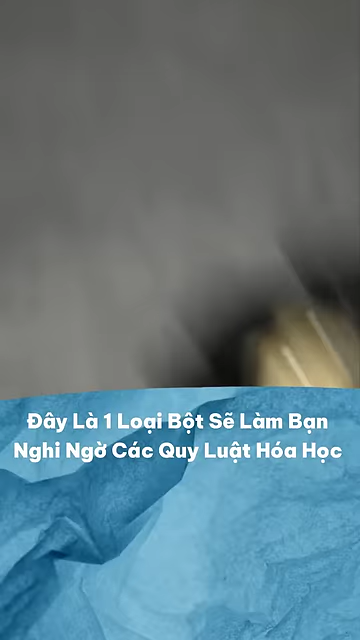 Đây Là 1 Loại Bột Sẽ Làm Bạn
Nghi Ngờ Các Quy Luật Hóa Học